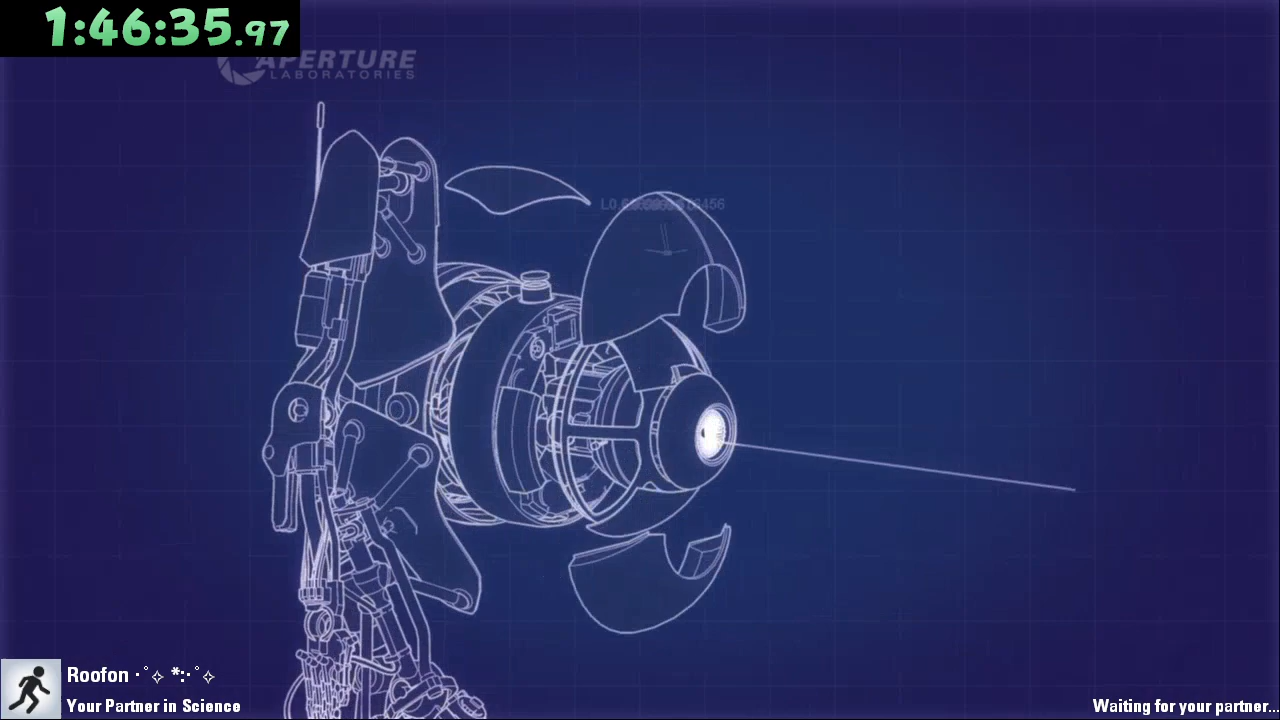 1:46:35.97
APERTURE
LABORATORIES
Roofon ･ﾟ✧ *:･ﾟ✧
Your Partner in Science
Waiting for your partner...